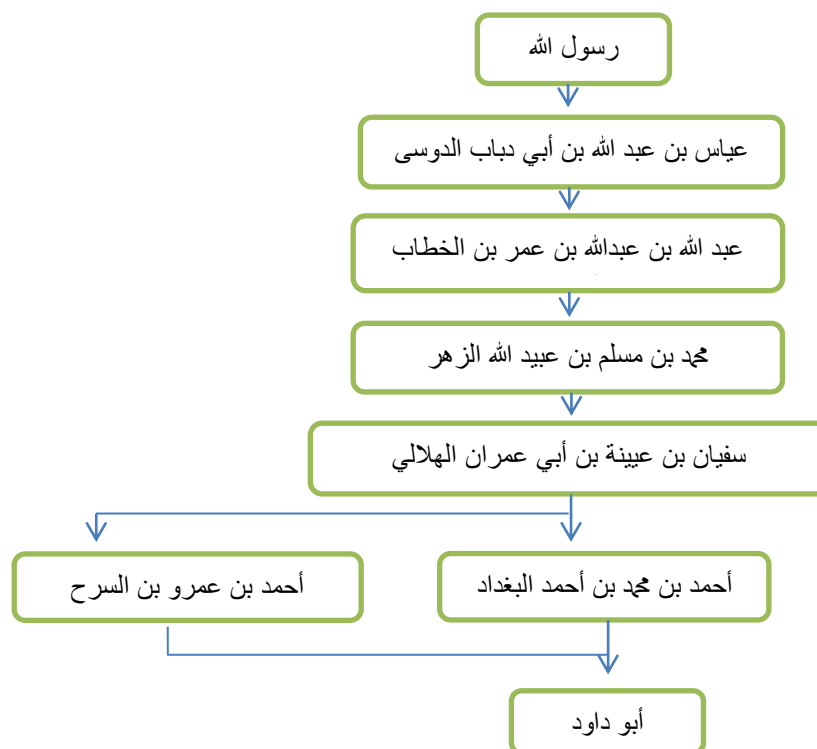 رسول الله
عياس بن عبد الله بن أبي دباب الدوسى
عبد الله بن عبدالله بن عمر بن الخطاب
محمد بن مسلم بن عبيد الله الزهر
سفيان بن عيينة بن أبي عمران الهلالي
أحمد بن محمد بن أحمد البغداد
أحمد بن عمرو بن السرح
أبو داود